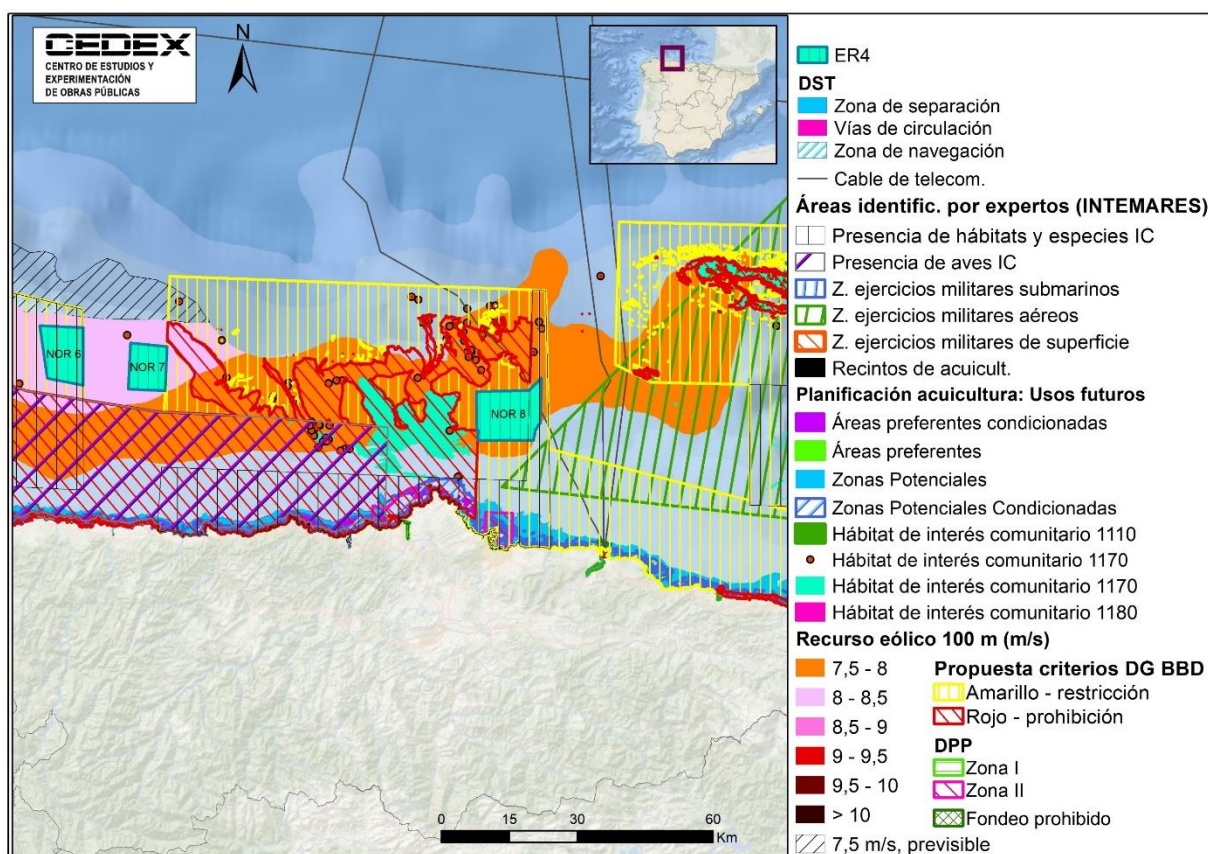 CEDEX
CENTRO DE ESTUDIOS Y
EXPERIMENTACIÓN
DE OBRAS PÚBLICAS
N
NOR 6
NOR 7
NOR 8
0 15 30 60
Km
ER4
DST
Zona de separación
Vías de circulación
Zona de navegación
Cable de telecom.
Áreas identific. por expertos (INTEMARES)
Presencia de hábitats y especies IC
Presencia de aves IC
Z. ejercicios militares submarinos
Z. ejercicios militares aéreos
Z. ejercicios militares de superficie
Recintos de acuicult.
Planificación acuicultura: Usos futuros
Áreas preferentes condicionadas
Áreas preferentes
Zonas Potenciales
Zonas Potenciales Condicionadas
Hábitat de interés comunitario 1110
Hábitat de interés comunitario 1170
Hábitat de interés comunitario 1170
Hábitat de interés comunitario 1180
Recurso eólico 100 m (m/s)
7,5 - 8
8 - 8,5
8,5 - 9
9 - 9,5
9,5 - 10
> 10
7,5 m/s, previsible
Propuesta criterios DG BBD
Amarillo - restricción
Rojo - prohibición
DPP
Zona I
Zona II
Fondeo prohibido